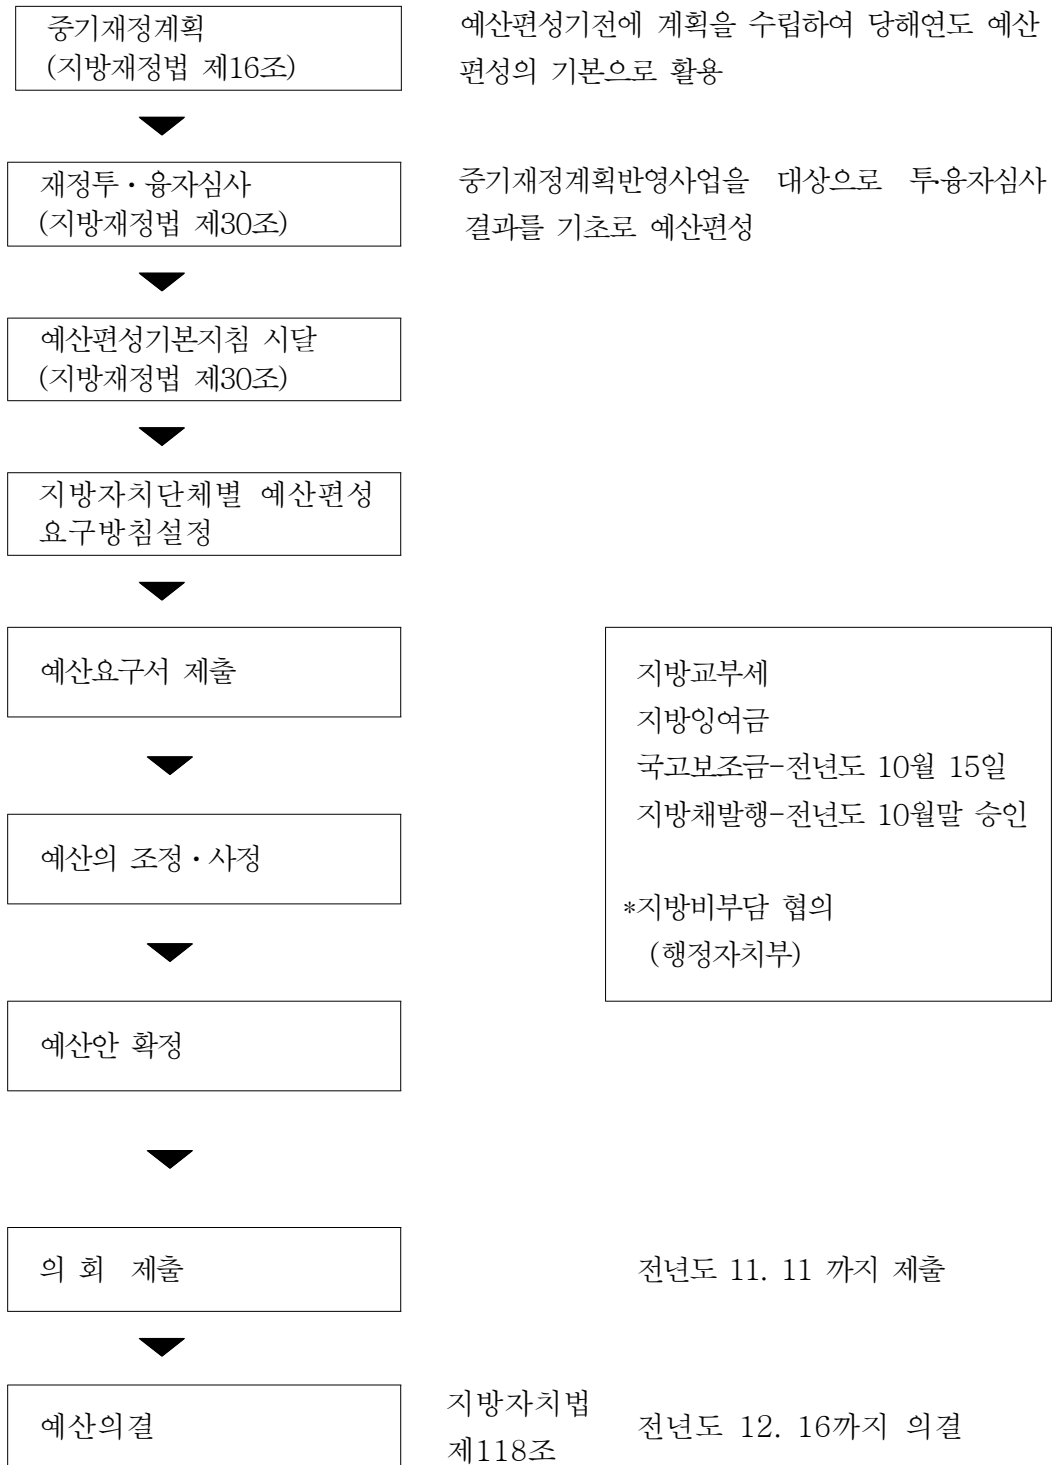 중기재정계획
(지방재정법 제16조)
예산편성기전에 계획을 수립하여 당해연도 예산
편성의 기본으로 활용
재정투·융자심사
(지방재정법 제30조)
중기재정계획반영사업을 대상으로 투·융자심사
결과를 기초로 예산편성
예산편성기본지침 시달
(지방재정법 제30조)
지방자치단체별 예산편성
요구방침설정
예산요구서 제출
지방교부세
지방잉여금
국고보조금-전년도 10월 15일
지방채발행-전년도 10월말 승인
*지방비부담 협의
(행정자치부)
예산의 조정·사정
예산안 확정
의 회 제출
전년도 11. 11 까지 제출
예산의결
지방자치법
제118조
전년도 12. 16까지 의결